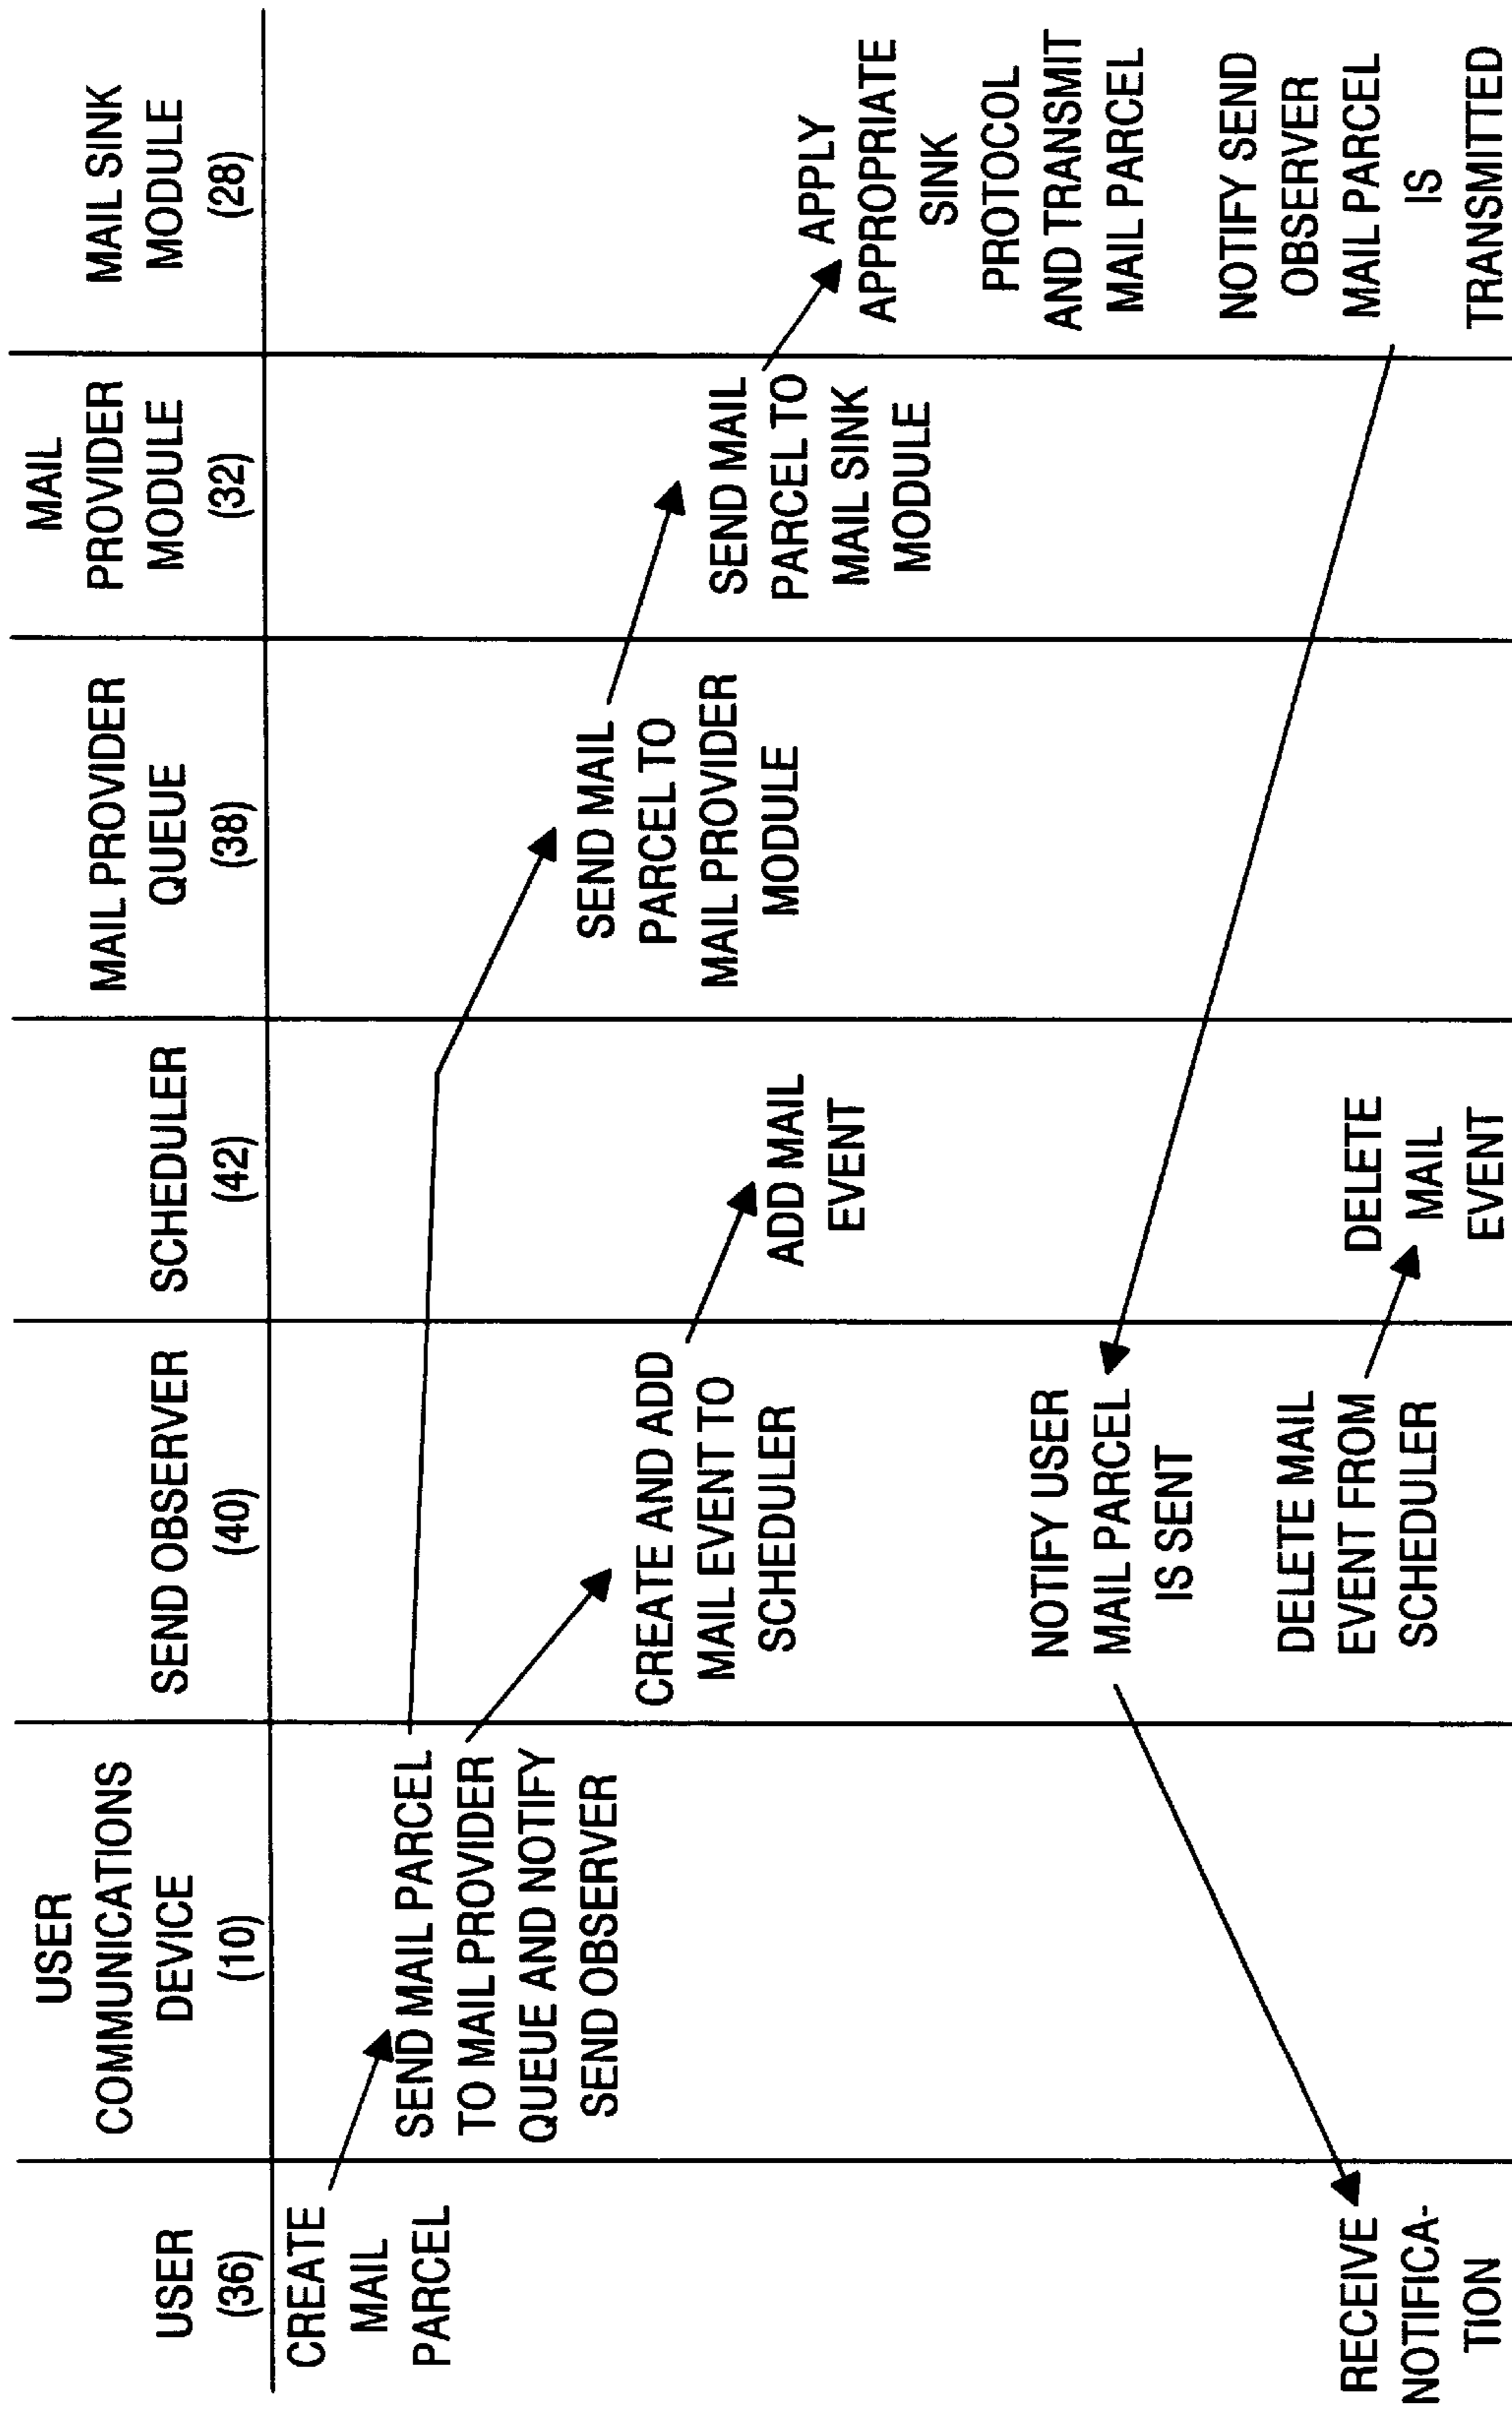 USER
(36)
USER
COMMUNICATIONS
DEVICE
(10)
SEND OBSERVER
(40)
SCHEDULER
(42)
MAIL PROVIDER
QUEUE
(38)
MAIL
PROVIDER
MODULE
(32)
MAIL SINK
MODULE
(28)
CREATE
MAIL
PARCEL
SEND MAIL PARCEL
TO MAIL PROVIDER
QUEUE AND NOTIFY
SEND OBSERVER
CREATE AND ADD
MAIL EVENT TO
SCHEDULER
ADD MAIL
EVENT
SEND MAIL
PARCEL TO
MAIL PROVIDER
MODULE
SEND MAIL
PARCEL TO
MAIL SINK
MODULE
APPLY
APPROPRIATE
SINK
PROTOCOL
AND TRANSMIT
MAIL PARCEL
NOTIFY SEND
OBSERVER
MAIL PARCEL
IS
TRANSMITTED
NOTIFY USER
MAIL PARCEL
IS SENT
DELETE MAIL
EVENT FROM
SCHEDULER
DELETE
MAIL
EVENT
RECEIVE
NOTIFICA-
TION